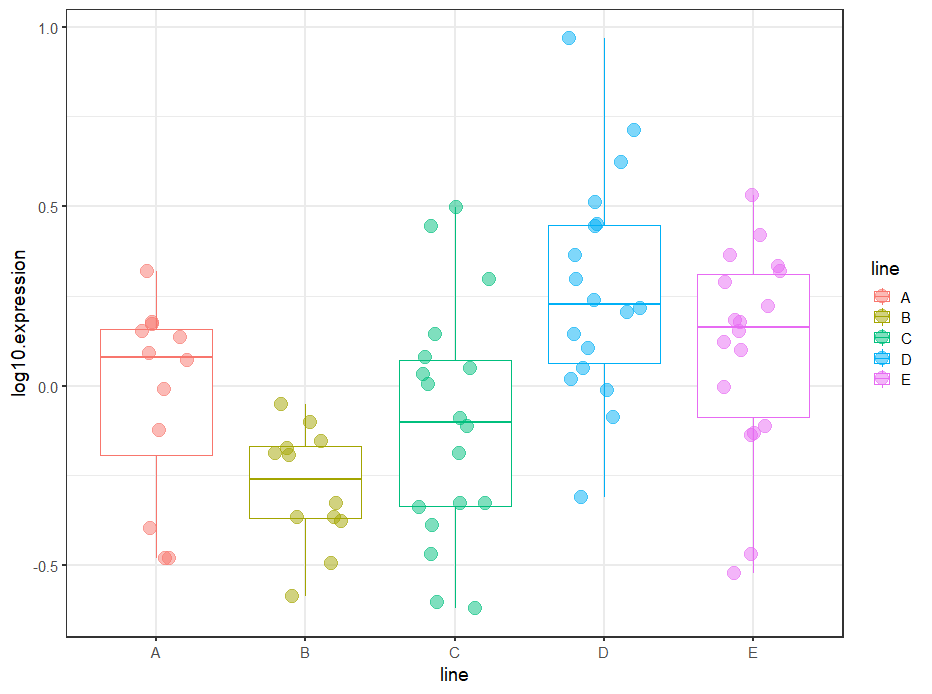 log10.expression
1.0
0.5
0.0
-0.5
A B C D E
line
line
A
B
C
D
E